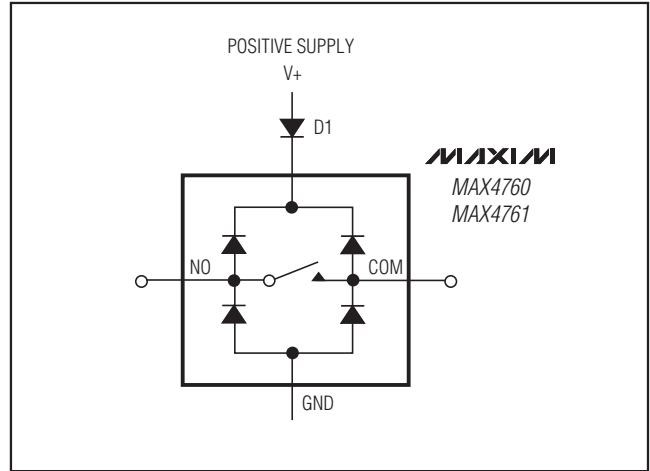 POSITIVE SUPPLY
V+
D1
MAXIM
MAX4760
MAX4761
NO
COM
GND